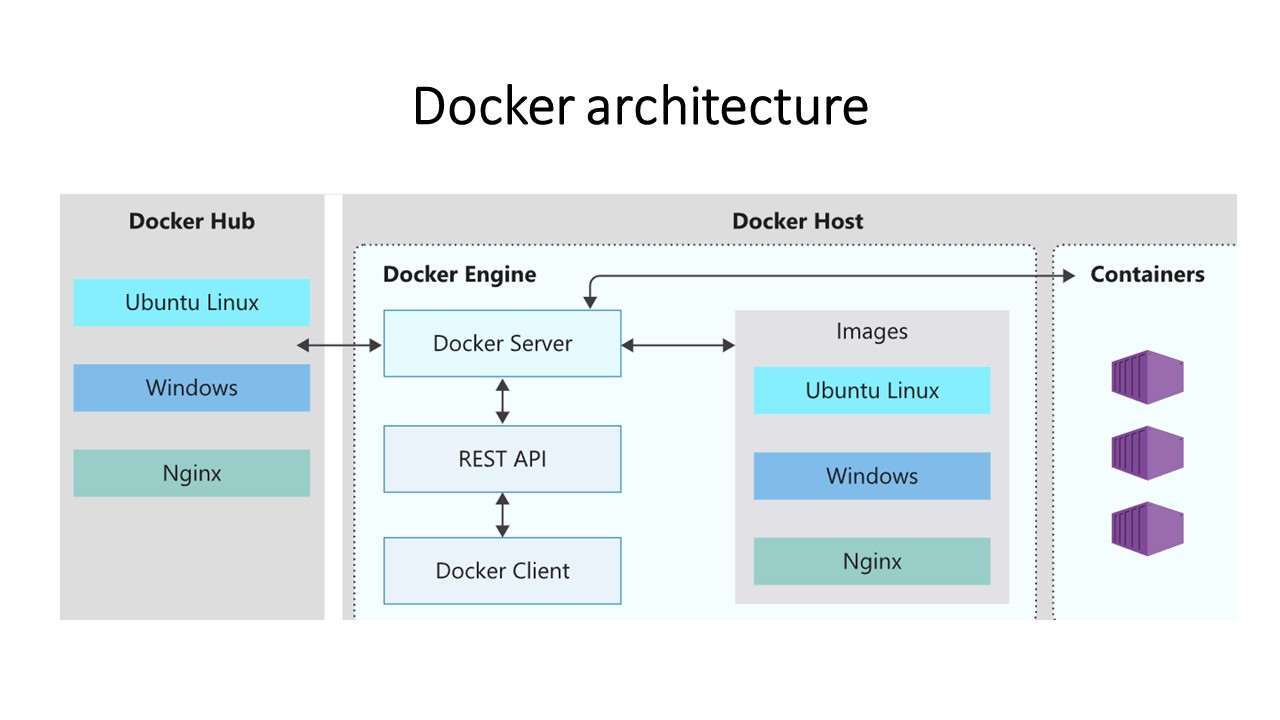 Docker architecture
Docker Hub
Ubuntu Linux
Windows
Nginx
Docker Host
Docker Engine
Docker Server
REST API
Docker Client
Images
Ubuntu Linux
Windows
Nginx
Containers